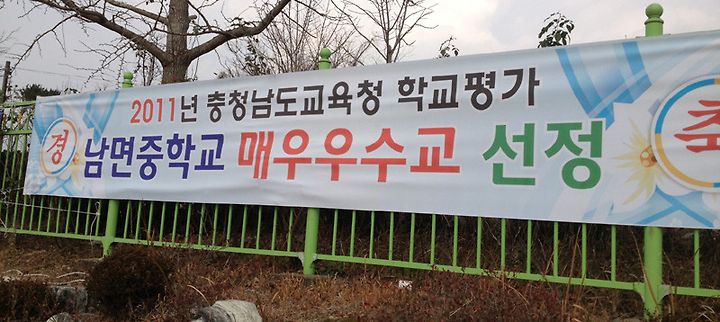 경
2011년 충청남도교육청 학교평가
남면중학교 매우우수교 선정
축